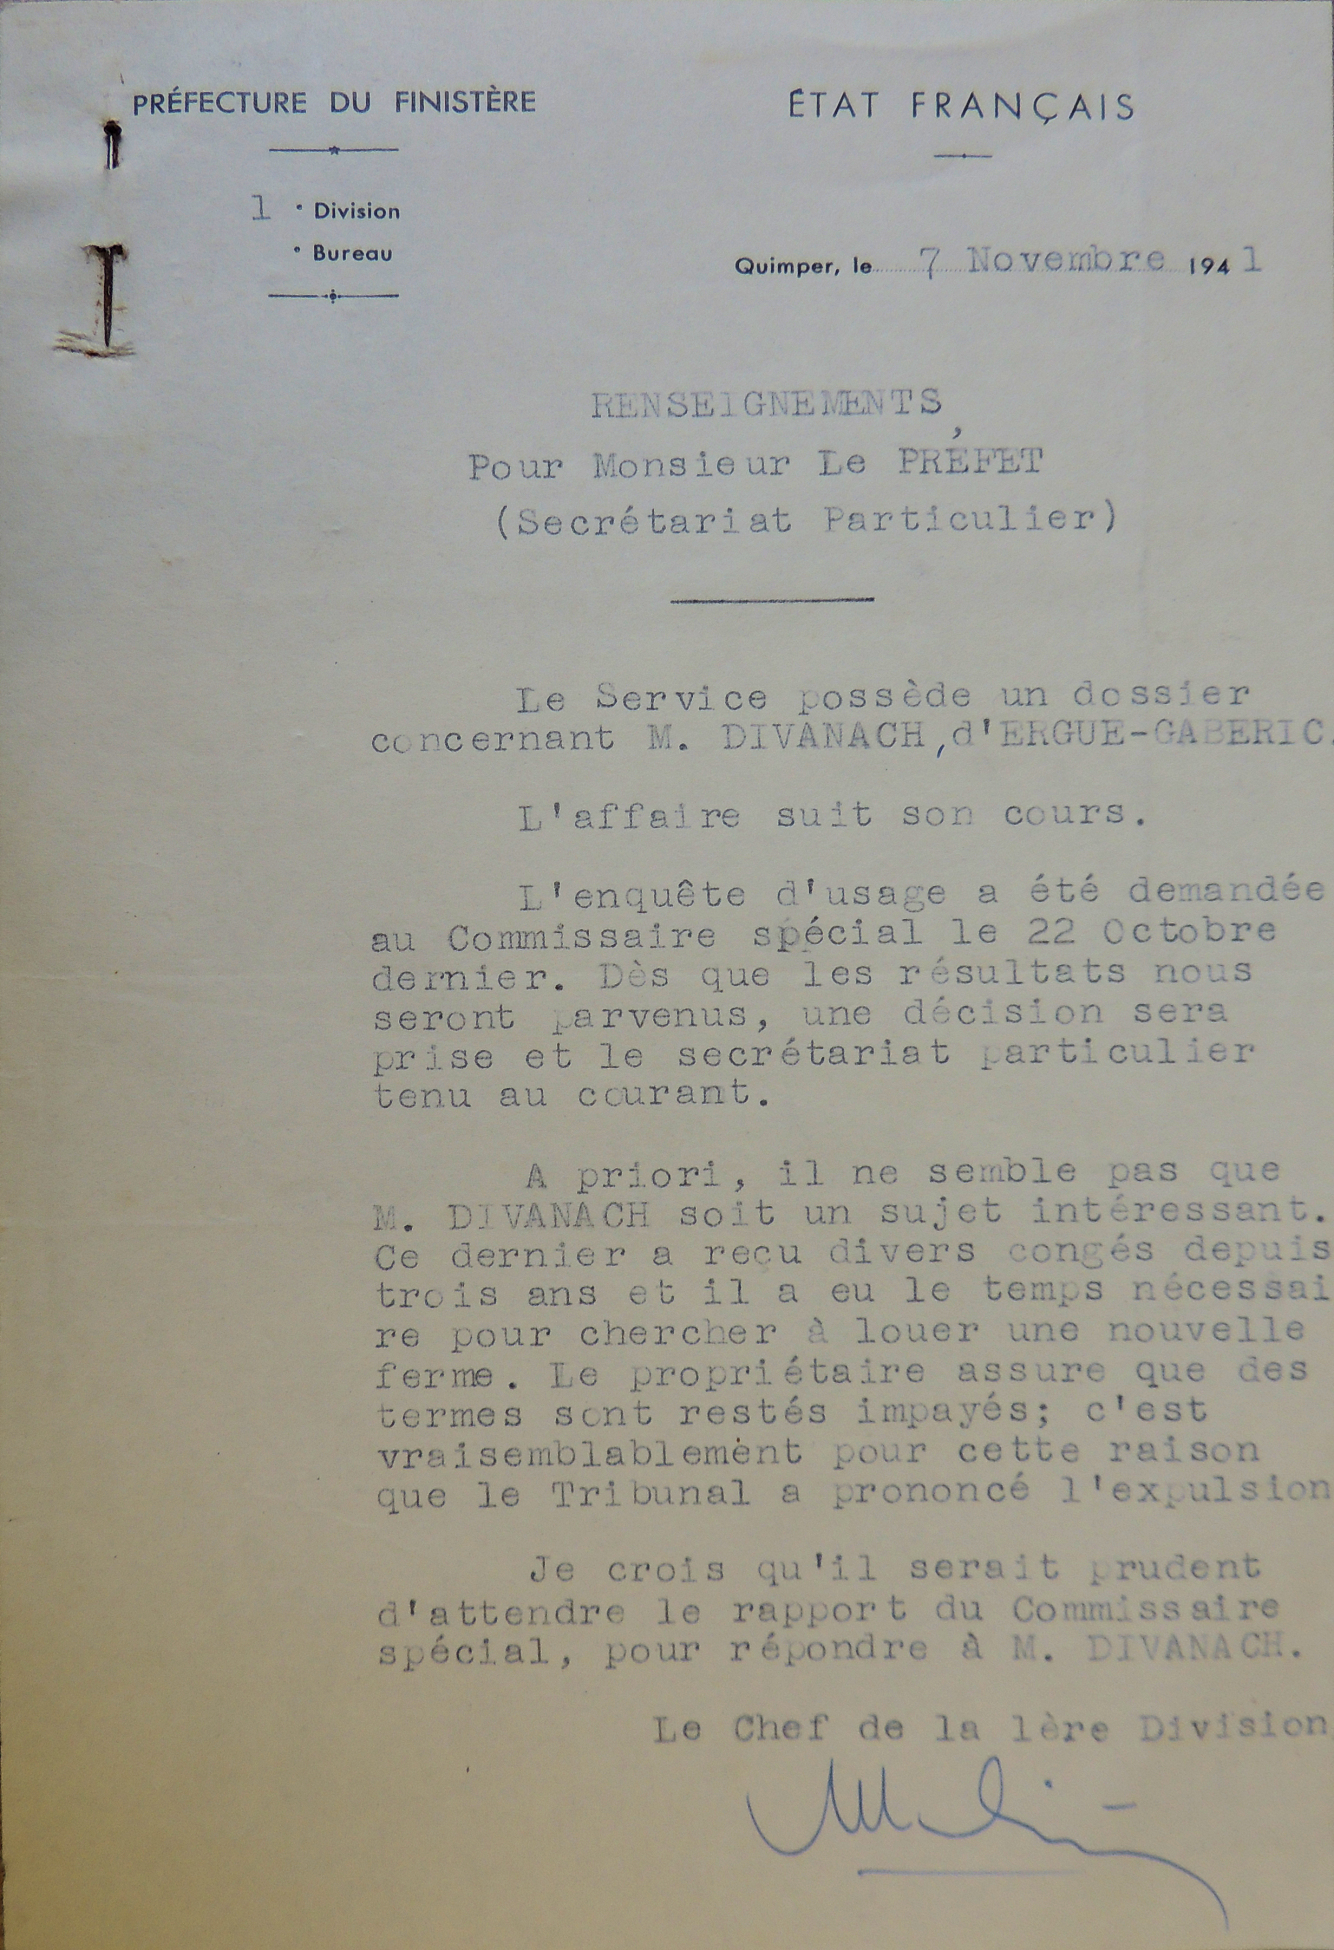 PRÉFECTURE DU FINISTÈRE
ÉTAT FRANÇAIS
1 ° Division
° Bureau
Quimper, le 7 Novembre 1941
RENSEIGNEMENTS,
Pour Monsieur Le PRÉFET
(Secrétariat Particulier)
Le Service possède un dossier
concernant M. DIVANACH,d'ERGUE-GABERIC.
L'affaire suit son cours.
L'enquête d'usage a été demandée
au Commissaire spécial le 22 Octobre
dernier. Dès que les résultats nous
seront parvenus, une décision sera
prise et le secrétariat particulier
tenu au courant.
A priori, il ne semble pas que
M. DIVANACH soit un sujet intéressant.
Ce dernier a reçu divers congés depuis
trois ans et il a eu le temps nécessai
re pour chercher à louer une nouvelle
ferme. Le propriétaire assure que des
termes sont restés impayés; c'est
vraisemblablement pour cette raison
que le Tribunal a prononcé l'expulsion
Je crois qu'il serait prudent
d'attendre le rapport du Commissaire
spécial, pour répondre à M. DIVANACH.
Le Chef de la 1ère Division